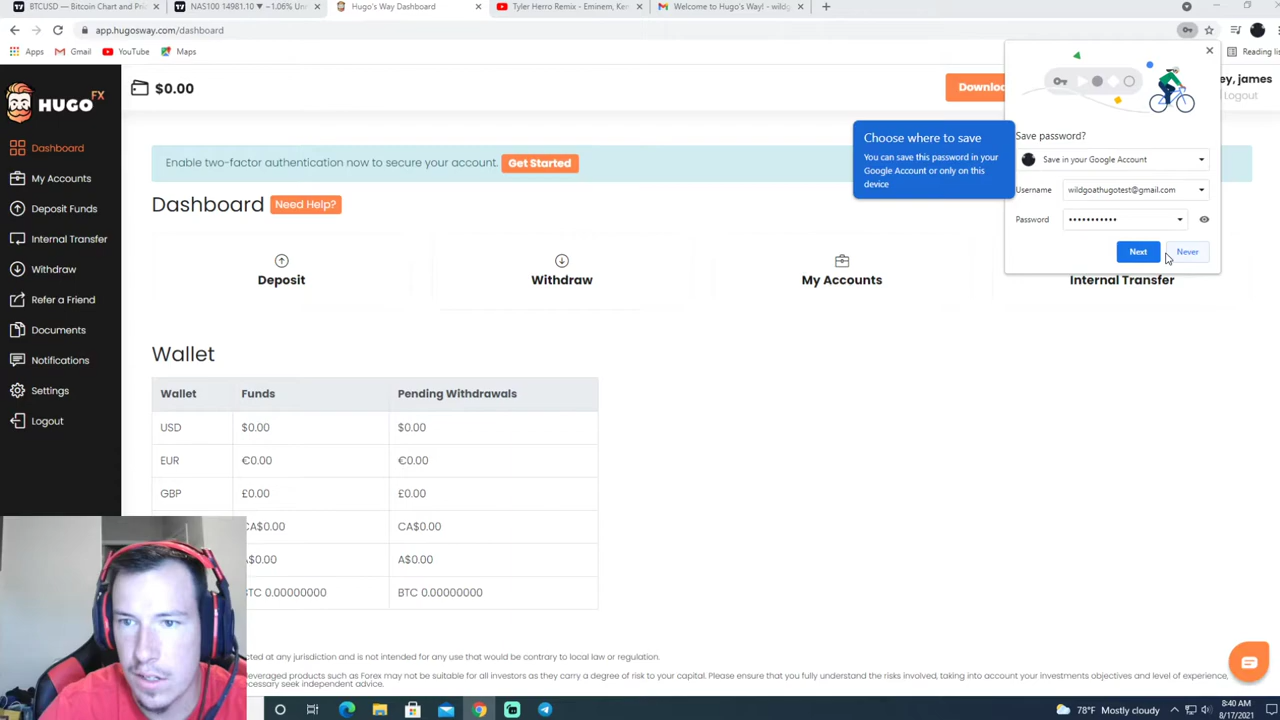 BTCUSD — Bitcoin Chart and Pric
NAS100 14981.10 ▼ −1.06% Un
Hugo's Way Dashboard
Tyler Herro Remix - Eminem, Ken
Welcome to Hugo's Way! - wildg
app.hugosway.com/dashboard
Apps
Gmail
YouTube
Maps
Reading list
HUGO FX
$0.00
Downlo
ey, james
Logout
Dashboard
My Accounts
Deposit Funds
Internal Transfer
Withdraw
Refer a Friend
Documents
Notifications
Settings
Logout
Enable two-factor authentication now to secure your account. Get Started
Dashboard Need Help?
Choose where to save
You can save this password in your
Google Account or only on this
device
Save password?
Save in your Google Account
Username wildgoathugotest@gmail.com
Password •••••••••••
Next
Never
Deposit
Withdraw
My Accounts
Internal Transfer
Wallet
Wallet Funds Pending Withdrawals
USD $0.00 $0.00
EUR €0.00 €0.00
GBP £0.00 £0.00
CA$0.00 CA$0.00
A$0.00 A$0.00
BTC 0.00000000 BTC 0.00000000
cted at any jurisdiction and is not intended for any use that would be contrary to local law or regulation.
everaged products such as Forex may not be suitable for all investors as they carry a degree of risk to your capital. Please ensure that you fully understand the risks involved, taking into account your investments objectives and level of experience,
ecessary seek independent advice.
78°F Mostly cloudy
8:40 AM
8/17/2021